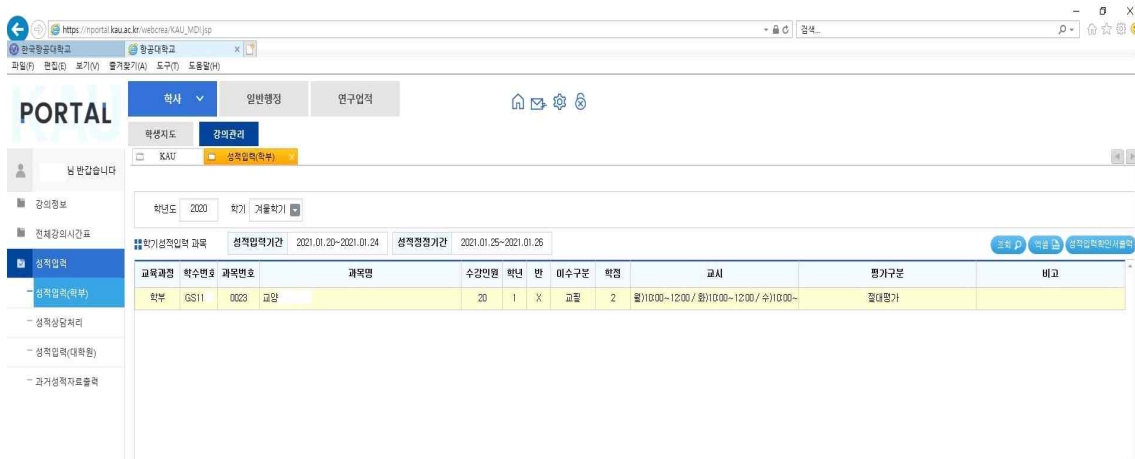 https://nportal.kau.ac.kr/webcrea/KAU_MDI.jsp
검색...
한국항공대학교 항공대학교
파일(F) 편집(E) 보기(V) 즐겨찾기(A) 도구(T) 도움말(H)
PORTAL
학사 일반행정 연구업적
학생지도 강의관리
KAU 성적입력(학부)
님 반갑습니다
강의정보
전체강의시간표
성적입력
성적입력(학부)
성적상담처리
성적입력(대학원)
과거성적자료출력
학년도 2020 학기 겨울학기
학기성적입력 과목 성적입력기간 2021.01.20~2021.01.24 성적정정기간 2021.01.25~2021.01.26 조회 엑셀 성적입력확인서출력
교육과정 학수번호 과목번호 과목명 수강인원 학년 반 이수구분 학점 교시 평가구분 비고
학부 GS11 0023 교양 20 1 X 교필 2 월)10:00~12:00 / 화)10:00~12:00 / 수)10:00~ 절대평가